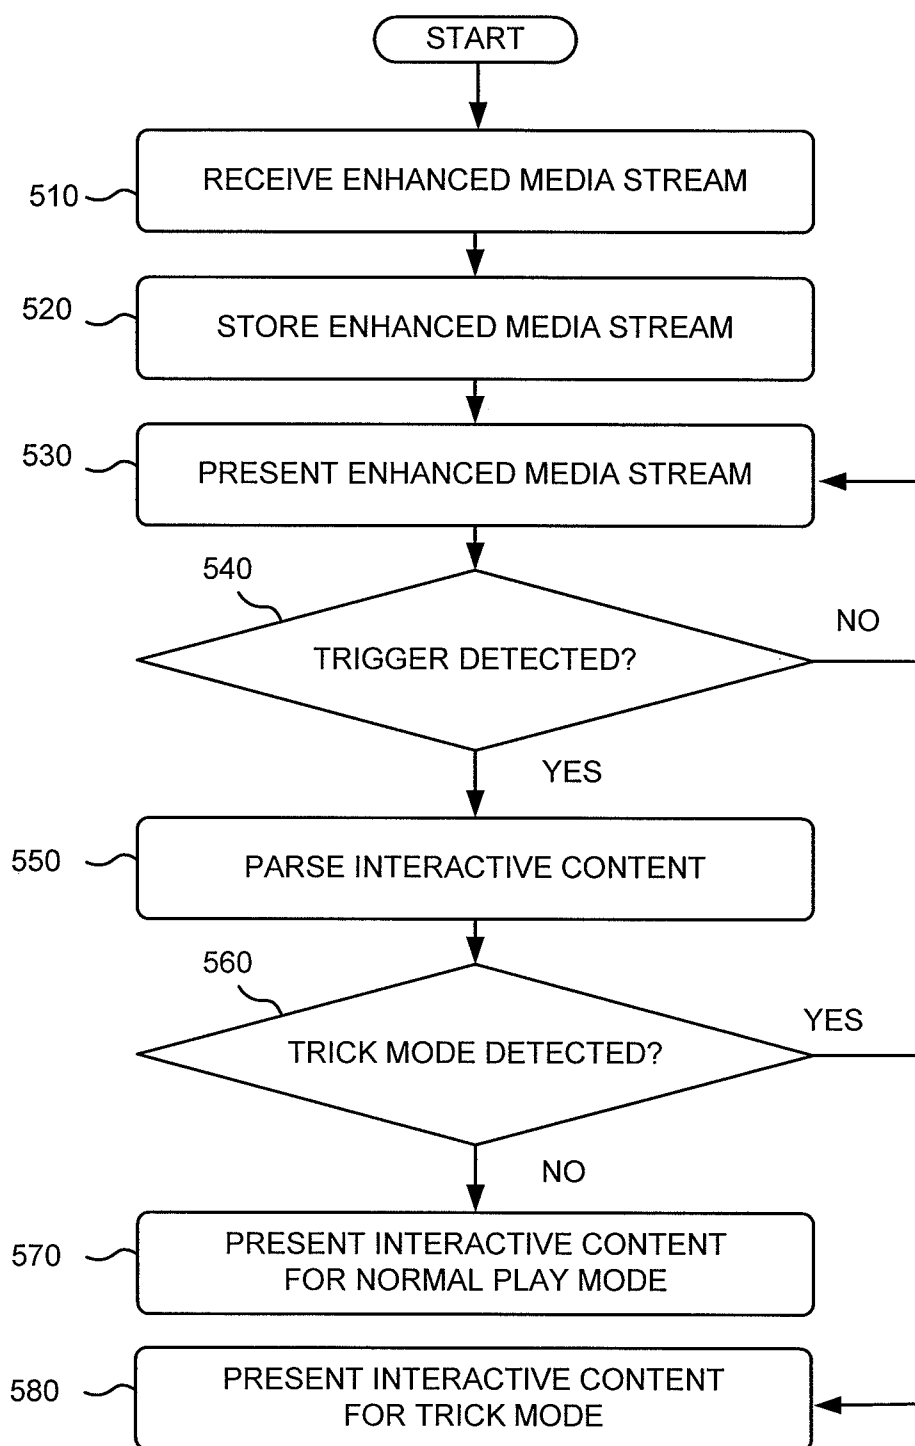 START
RECEIVE ENHANCED MEDIA STREAM
510
520
STORE ENHANCED MEDIA STREAM
530
PRESENT ENHANCED MEDIA STREAM
540
NO
TRIGGER DETECTED?
YES
550
PARSE INTERACTIVE CONTENT
560
YES
TRICK MODE DETECTED?
NO
570
PRESENT INTERACTIVE CONTENT
FOR NORMAL PLAY MODE
580
PRESENT INTERACTIVE CONTENT
FOR TRICK MODE